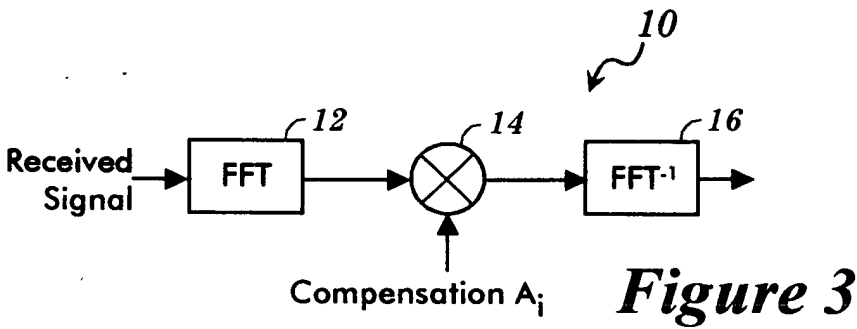 10
12
14
16
Received
Signal
FFT
FFT-1
Compensation Ai
Figure 3